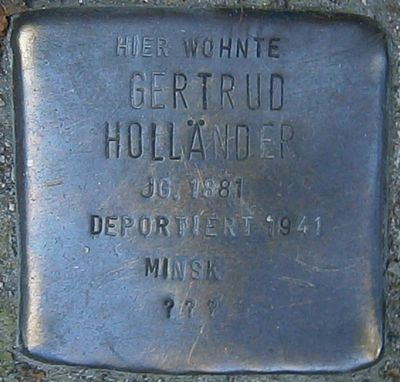 HIER WOHNTE
GERTRUD
HOLLÄNDER
JG. 1881
DEPORTIERT 1941
MINSK
???